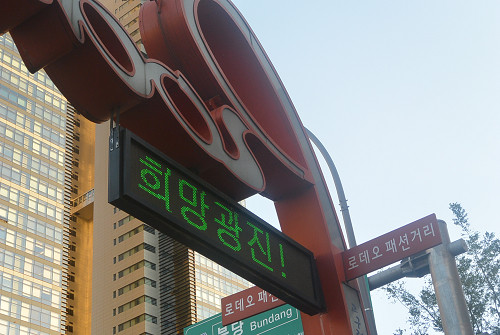 희망광진!
로데오 패션거리
로데오 패
분당 Bundang